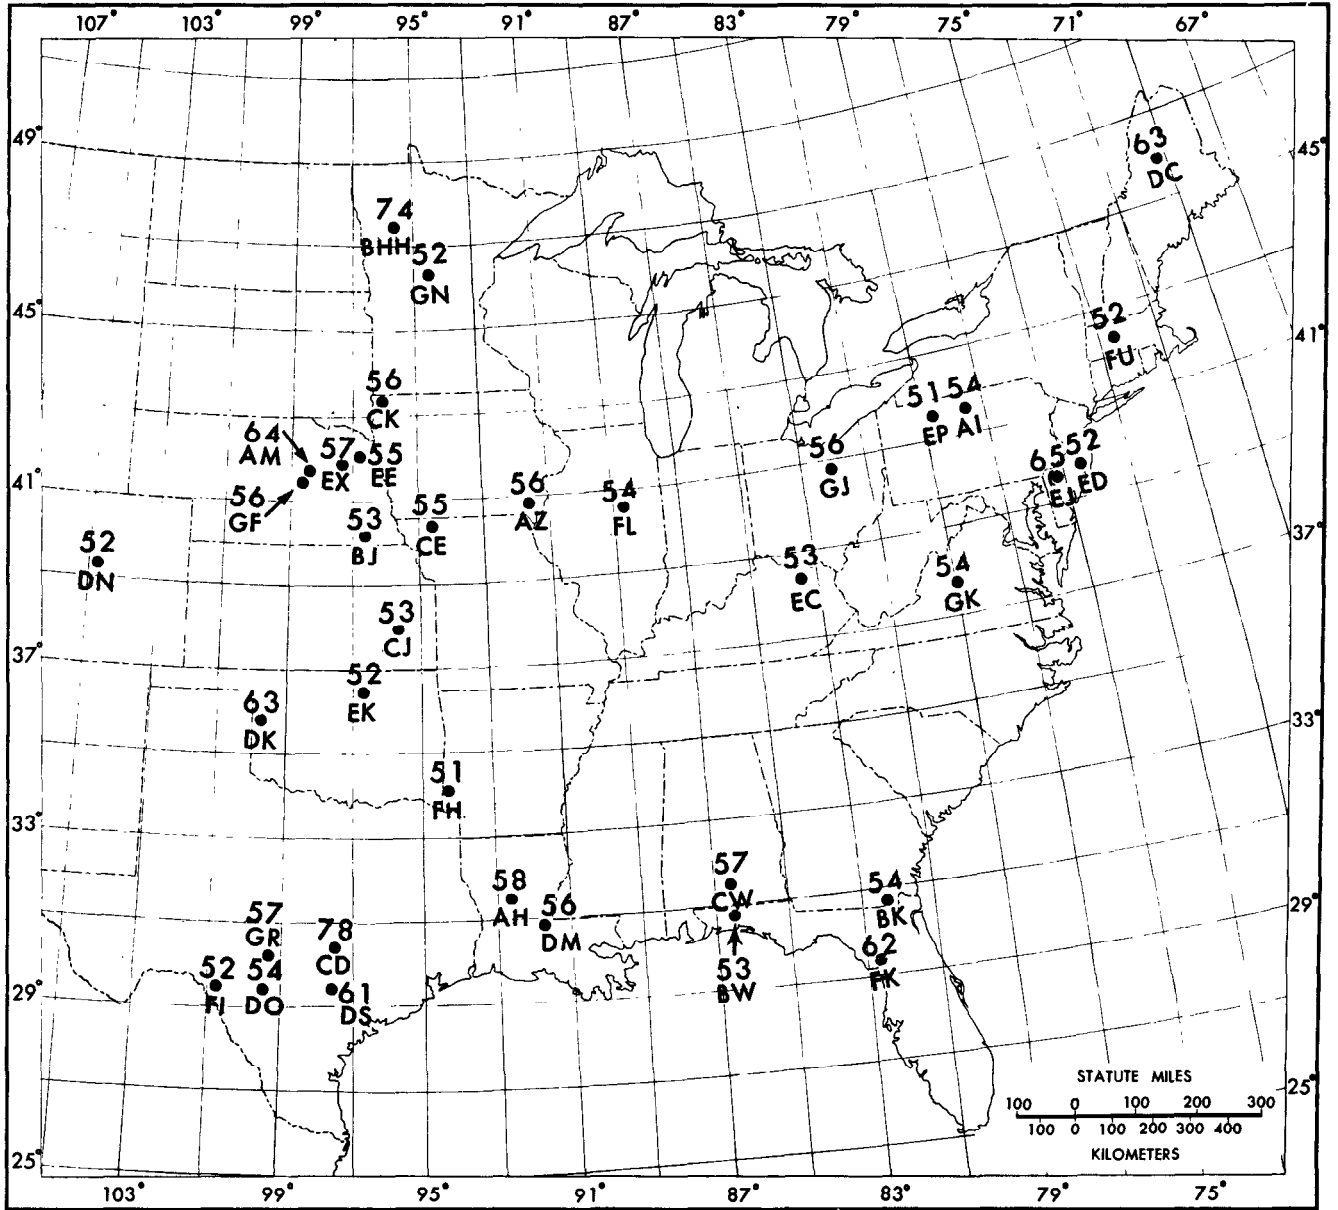 107° 103° 99° 95° 91° 87° 83° 79° 75° 71° 67°
49°
45°
63
DC
74
BHH
52
GN
45°
41°
52
FU
56
CK
51 54
EP AI
64
AM
57
EX
55
EE
56
GJ
65
EJ
52
ED
41°
56
GF
56
AZ
54
FL
53
BJ
55
CE
37°
52
DN
53
EC
54
GK
53
CJ
37°
52
EK
63
DK
33°
51
FH
33°
57
CW
58
AH
54
BK
56
DM
29°
57
GR
78
CD
53
BW
62
FK
52
FI
54
DO
61
DS
29°
STATUTE MILES
100 0 100 200 300
100 0 100 200 300 400
KILOMETERS
25°
25°
103° 99° 95° 91° 87° 83° 79° 75°